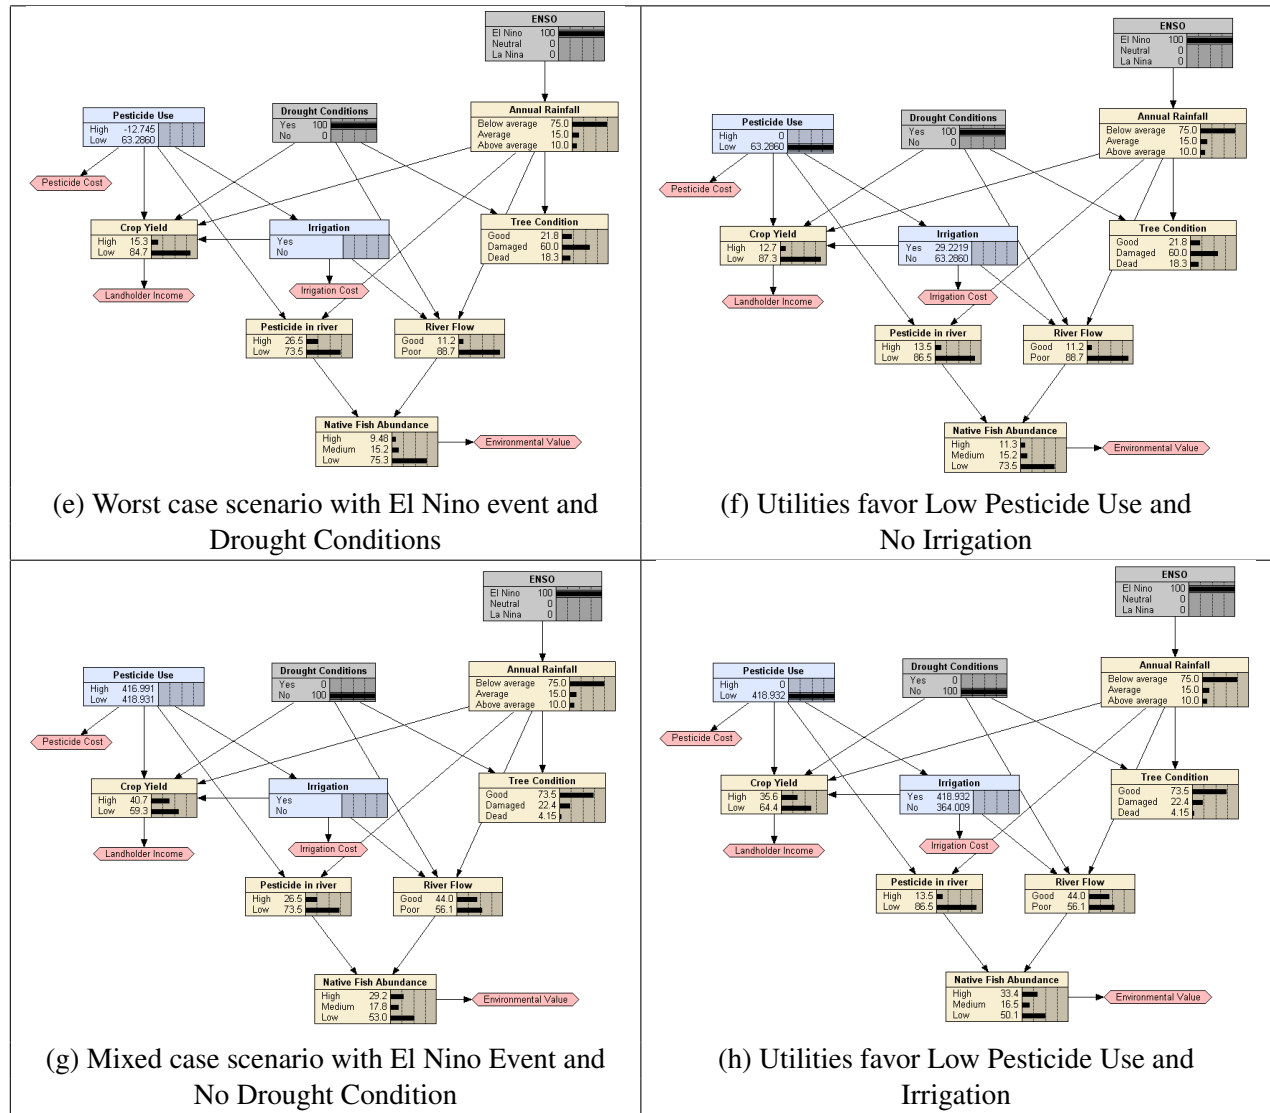 ENSO
El Nino 100
Neutral 0
La Nina 0
Pesticide Use
High -12.745
Low 63.2860
Drought Conditions
Yes 100
No 0
Annual Rainfall
Below average 75.0
Average 15.0
Above average 10.0
Pesticide Cost
Crop Yield
High 15.3
Low 84.7
Irrigation
Yes
No
Tree Condition
Good 21.8
Damaged 60.0
Dead 18.3
Landholder Income
Irrigation Cost
Pesticide in river
High 26.5
Low 73.5
River Flow
Good 11.2
Poor 88.7
Native Fish Abundance
High 9.48
Medium 15.2
Low 75.3
Environmental Value
(e) Worst case scenario with El Nino event and
Drought Conditions
ENSO
El Nino 100
Neutral 0
La Nina 0
Pesticide Use
High 0
Low 63.2860
Drought Conditions
Yes 100
No 0
Annual Rainfall
Below average 75.0
Average 15.0
Above average 10.0
Pesticide Cost
Crop Yield
High 12.7
Low 87.3
Irrigation
Yes 29.2219
No 63.2860
Tree Condition
Good 21.8
Damaged 60.0
Dead 18.3
Landholder Income
Irrigation Cost
Pesticide in river
High 13.5
Low 86.5
River Flow
Good 11.2
Poor 88.7
Native Fish Abundance
High 11.3
Medium 15.2
Low 73.5
Environmental Value
(f) Utilities favor Low Pesticide Use and
No Irrigation
ENSO
El Nino 100
Neutral 0
La Nina 0
Pesticide Use
High 416.991
Low 418.931
Drought Conditions
Yes 0
No 100
Annual Rainfall
Below average 75.0
Average 15.0
Above average 10.0
Pesticide Cost
Crop Yield
High 40.7
Low 59.3
Irrigation
Yes
No
Tree Condition
Good 73.5
Damaged 22.4
Dead 4.15
Landholder Income
Irrigation Cost
Pesticide in river
High 26.5
Low 73.5
River Flow
Good 44.0
Poor 56.1
Native Fish Abundance
High 29.2
Medium 17.8
Low 53.0
Environmental Value
(g) Mixed case scenario with El Nino Event and
No Drought Condition
ENSO
El Nino 100
Neutral 0
La Nina 0
Pesticide Use
High 0
Low 418.932
Drought Conditions
Yes 0
No 100
Annual Rainfall
Below average 75.0
Average 15.0
Above average 10.0
Pesticide Cost
Crop Yield
High 35.6
Low 64.4
Irrigation
Yes 418.932
No 364.009
Tree Condition
Good 73.5
Damaged 22.4
Dead 4.15
Landholder Income
Irrigation Cost
Pesticide in river
High 13.5
Low 86.5
River Flow
Good 44.0
Poor 56.1
Native Fish Abundance
High 33.4
Medium 16.5
Low 50.1
Environmental Value
(h) Utilities favor Low Pesticide Use and
Irrigation